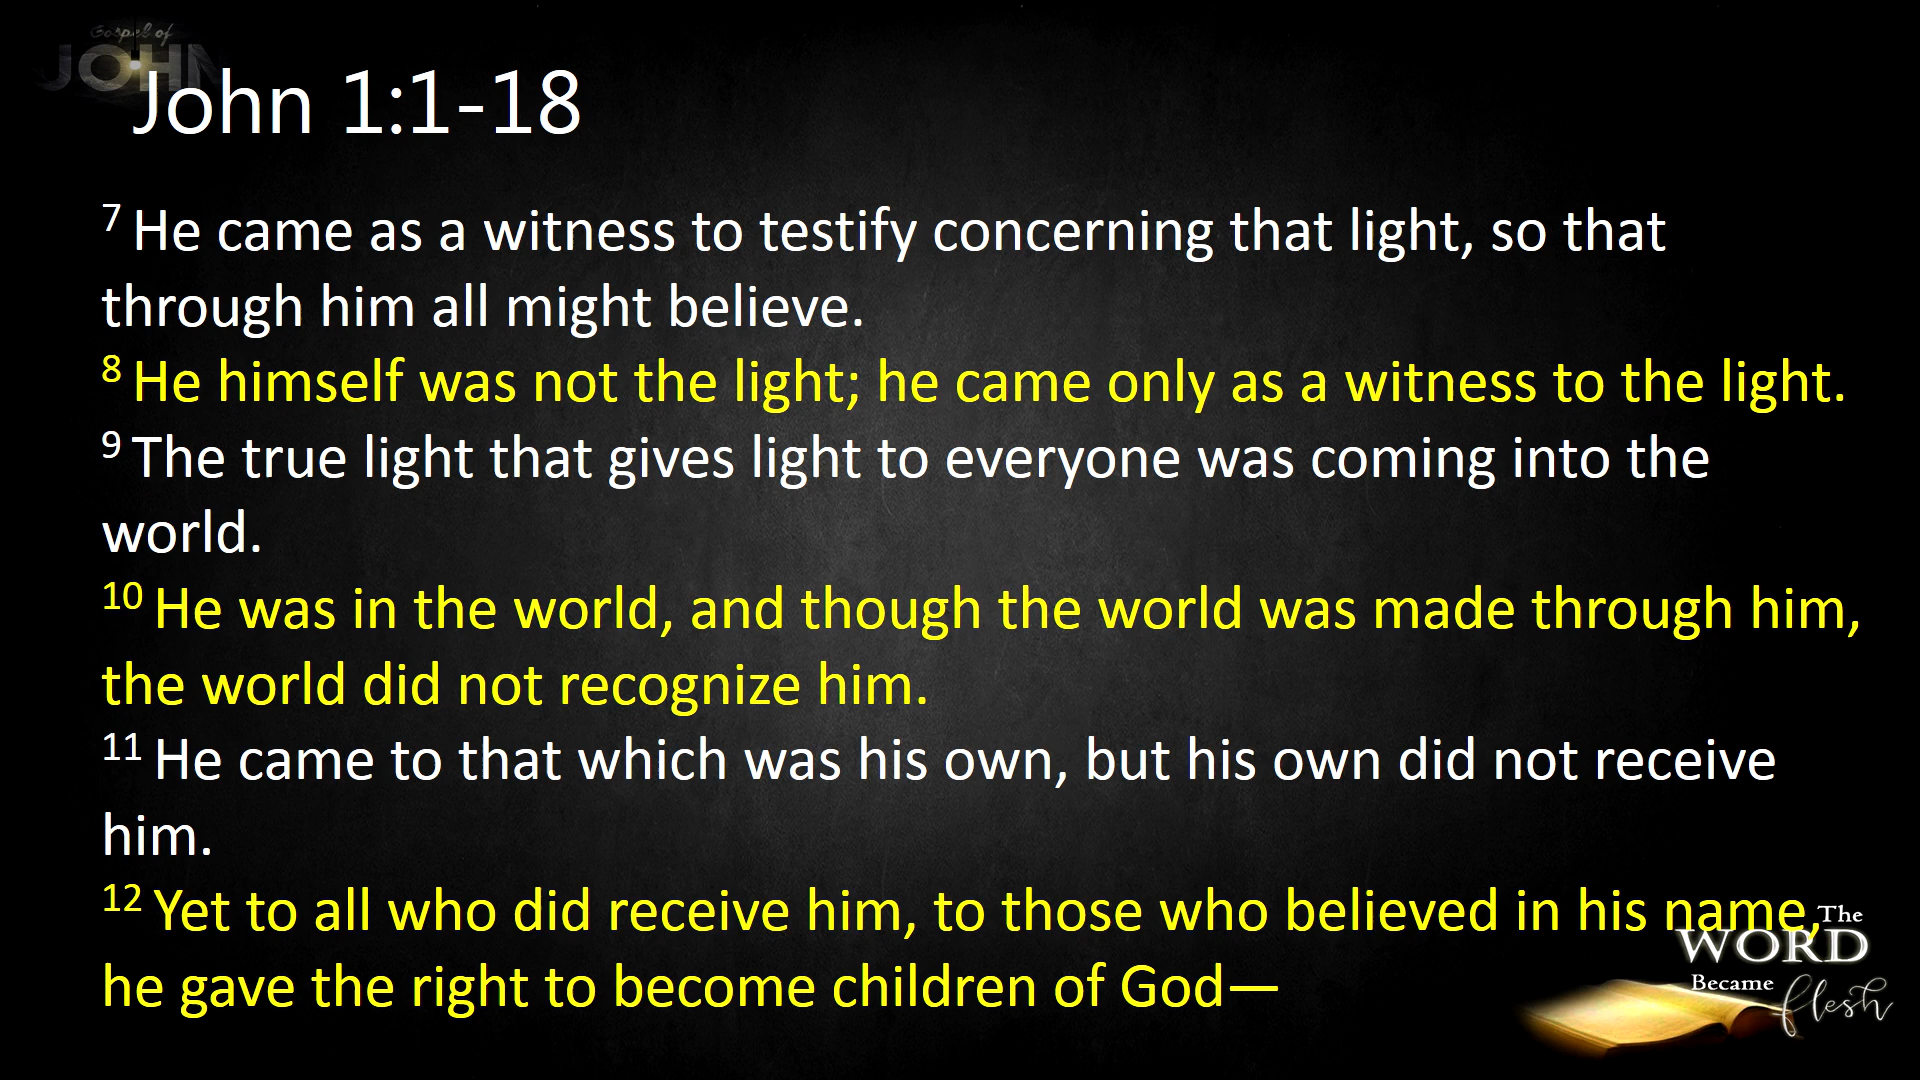 Gospel of
JOHN
John 1:1-18
7 He came as a witness to testify concerning that light, so that
through him all might believe.
8 He himself was not the light; he came only as a witness to the light.
9 The true light that gives light to everyone was coming into the
world.
10 He was in the world, and though the world was made through him,
the world did not recognize him.
11 He came to that which was his own, but his own did not receive
him.
12 Yet to all who did receive him, to those who believed in his name,
he gave the right to become children of God—
The
WORD
Became
flesh